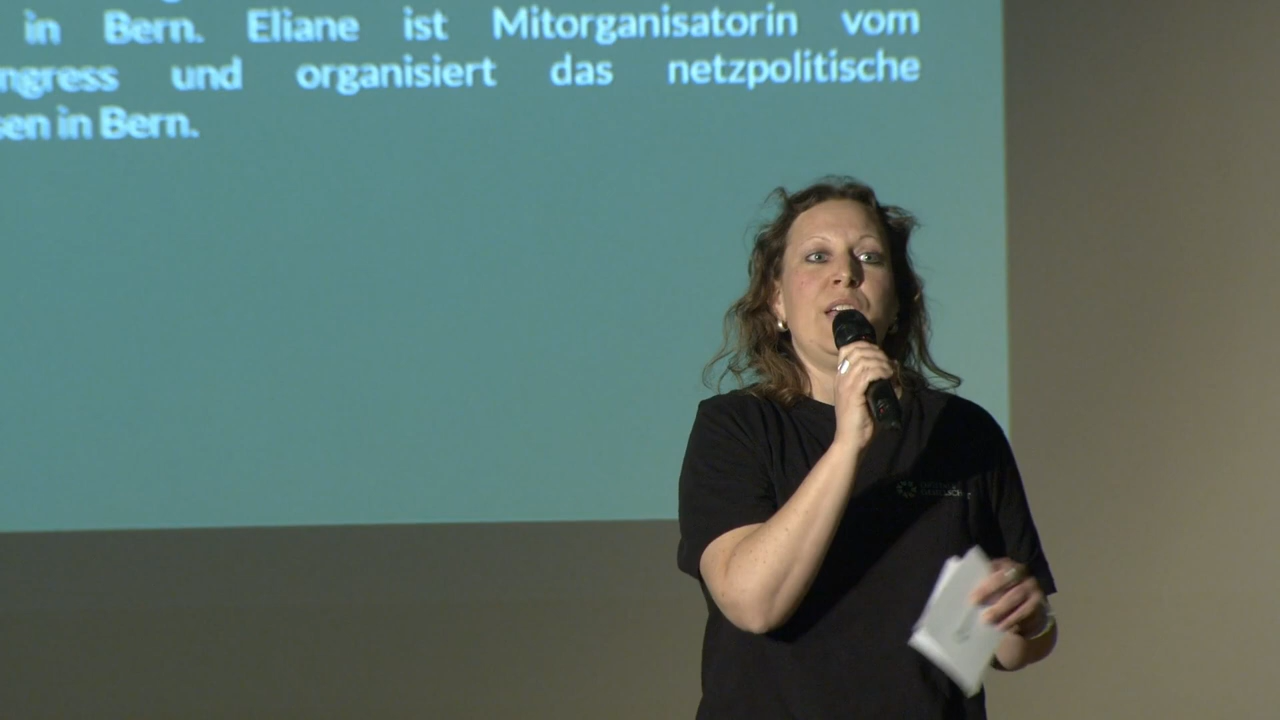 in Bern. Eliane ist Mitorganisatorin vom
ngress und organisiert das netzpolitische
sen in Bern.